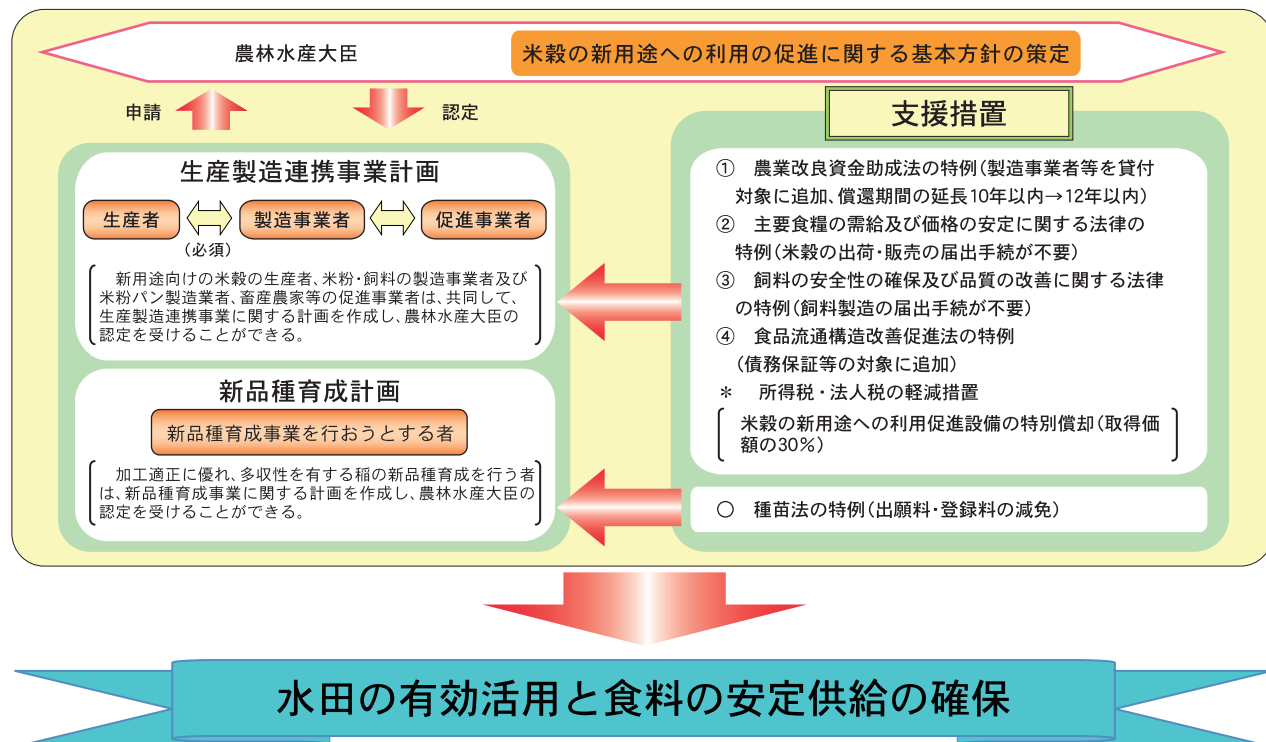 農林水産大臣
米穀の新用途への利用の促進に関する基本方針の策定
申請
認定
生産製造連携事業計画
生産者
製造事業者
促進事業者
(必須)
新用途向けの米穀の生産者、米粉・飼料の製造事業者及び
米粉パン製造業者、畜産農家等の促進事業者は、共同して、
生産製造連携事業に関する計画を作成し、農林水産大臣の
認定を受けることができる。
新品種育成計画
新品種育成事業を行おうとする者
加工適正に優れ、多収性を有する稲の新品種育成を行う者
は、新品種育成事業に関する計画を作成し、農林水産大臣の
認定を受けることができる。
支援措置
① 農業改良資金助成法の特例(製造事業者等を貸付
対象に追加、償還期間の延長10年以内→12年以内)
② 主要食糧の需給及び価格の安定に関する法律の
特例(米穀の出荷・販売の届出手続が不要)
③ 飼料の安全性の確保及び品質の改善に関する法律
の特例(飼料製造の届出手続が不要)
④ 食品流通構造改善促進法の特例
(債務保証等の対象に追加)
＊ 所得税・法人税の軽減措置
米穀の新用途への利用促進設備の特別償却(取得価
額の30%)
○ 種苗法の特例(出願料・登録料の減免)
水田の有効活用と食料の安定供給の確保